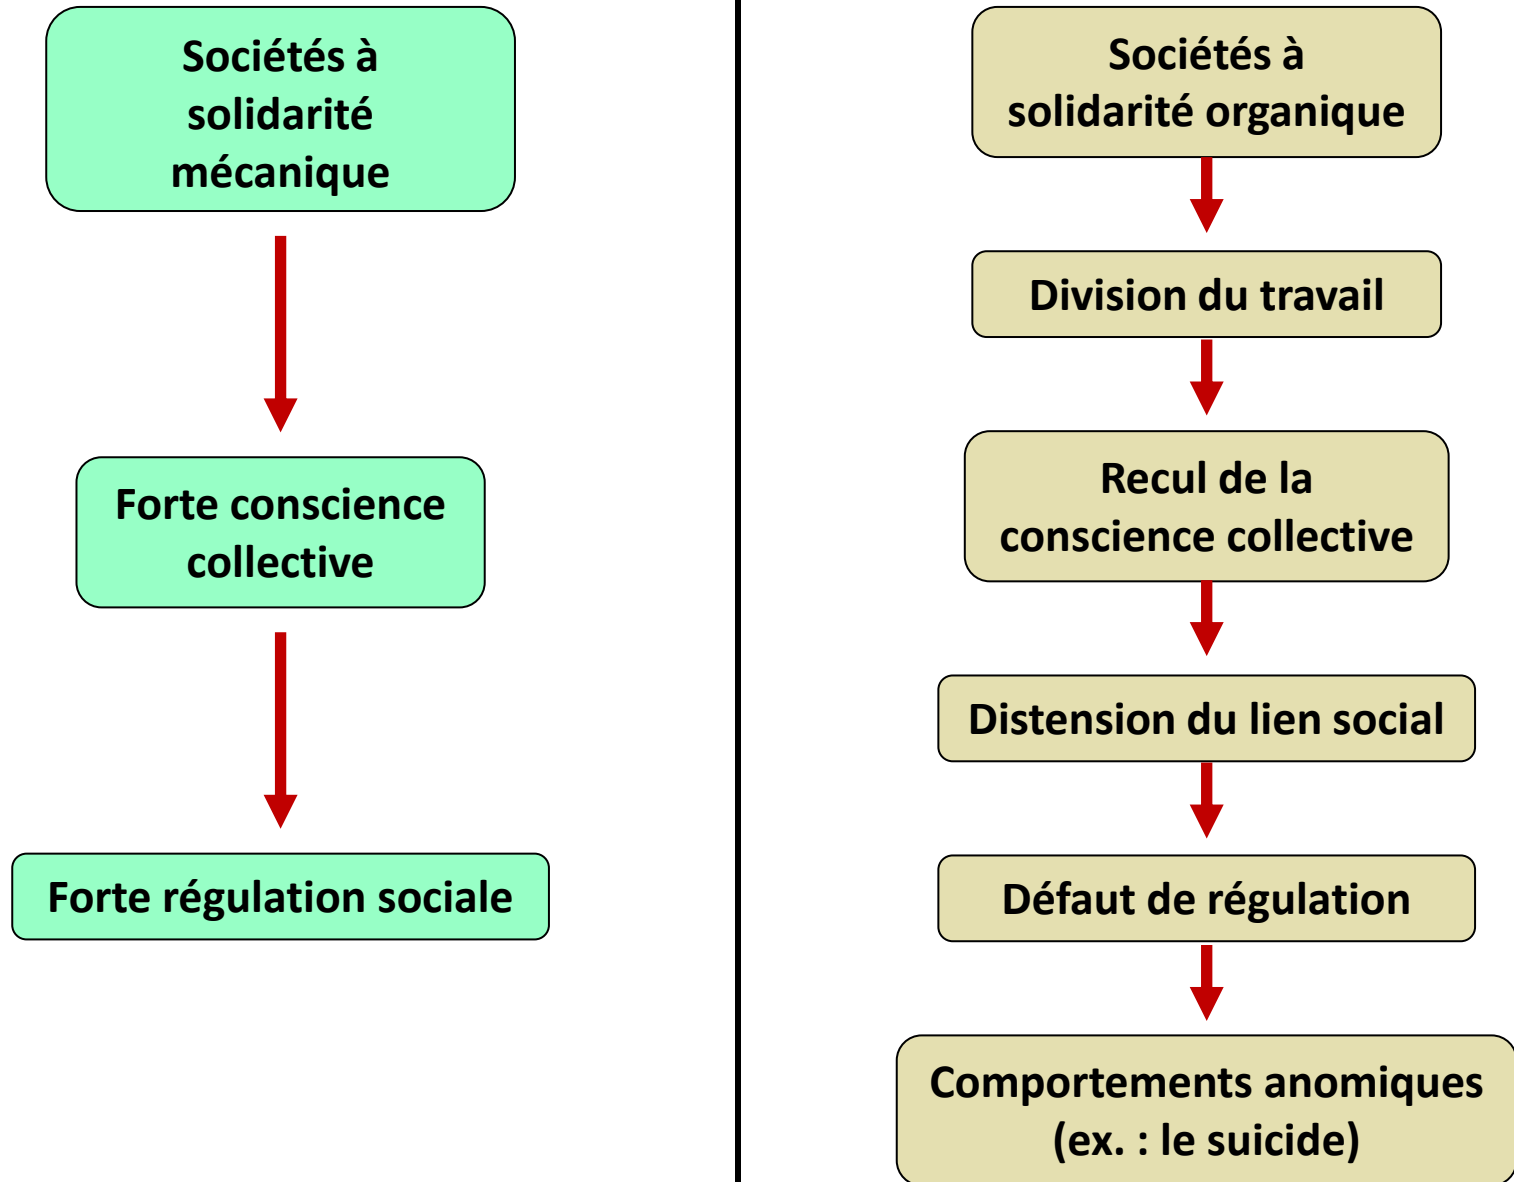 Sociétés à
solidarité
mécanique
Forte conscience
collective
Forte régulation sociale
Sociétés à
solidarité organique
Division du travail
Recul de la
conscience collective
Distension du lien social
Défaut de régulation
Comportements anomiques
(ex. : le suicide)